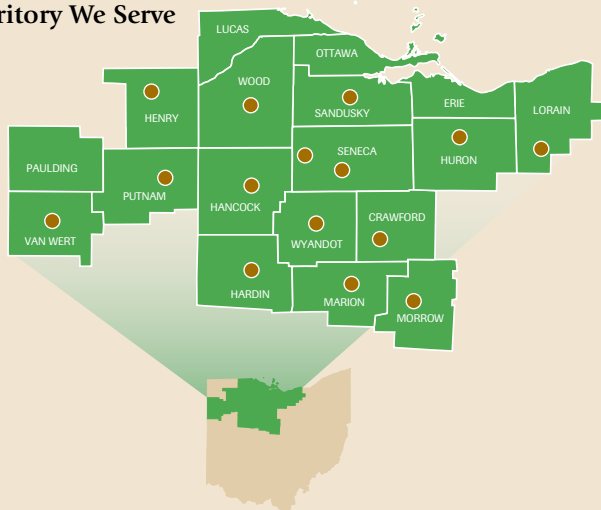 ritory We Serve
LUCAS
OTTAWA
WOOD
HENRY
SANDUSKY
ERIE
LORAIN
PAULDING
SENECA
HURON
PUTNAM
HANCOCK
CRAWFORD
VAN WERT
WYANDOT
HARDIN
MARION
MORROW